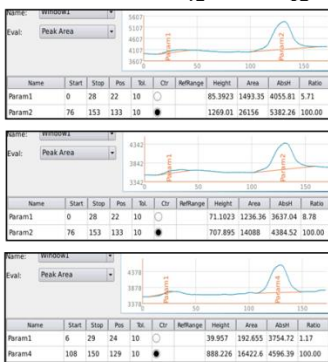 Name: Window1
Eval: Peak Area
5667
5107
4607
4107
3607
Param1
Param2
0 50 100 150
Name Start Stop Pos Tol. Ctr RefRange Height Area AbsH Ratio
Param1 0 28 22 10 85.3923 1493.35 4055.81 5.71
Param2 76 153 133 10 1269.01 26156 5382.26 100.00
Name: Window1
Eval: Peak Area
4342
3842
3342
Param1
Param2
0 50 100 150
Name Start Stop Pos Tol. Ctr RefRange Height Area AbsH Ratio
Param1 0 28 22 10 71.1023 1236.36 3637.04 8.78
Param2 76 153 133 10 707.895 14088 4384.52 100.00
Name: Window1
Eval: Peak Area
4378
3878
3378
Param1
Param4
0 50 100 150
Name Start Stop Pos Tol. Ctr RefRange Height Area AbsH Ratio
Param1 6 29 24 10 39.957 192.655 3754.72 1.17
Param4 108 150 129 10 888.226 16422.6 4596.39 100.00